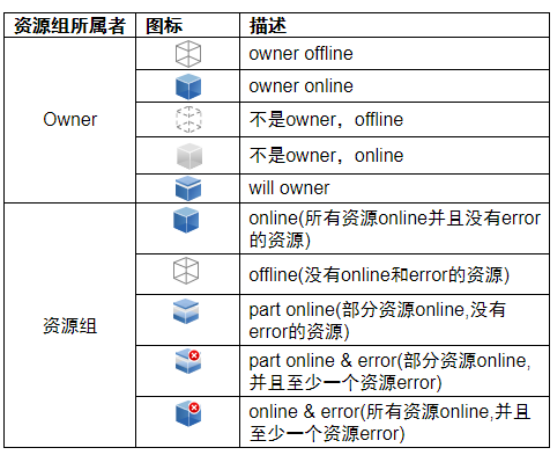 资源组所属者 图标 描述
owner offline
owner online
Owner
不是owner，offline
不是owner，online
will owner
online(所有资源online并且没有error
的资源)
offline(没有online和error的资源)
资源组
part online(部分资源online,没有
error的资源)
part online & error(部分资源online,
并且至少一个资源error)
online & error(所有资源online,并且
至少一个资源error)